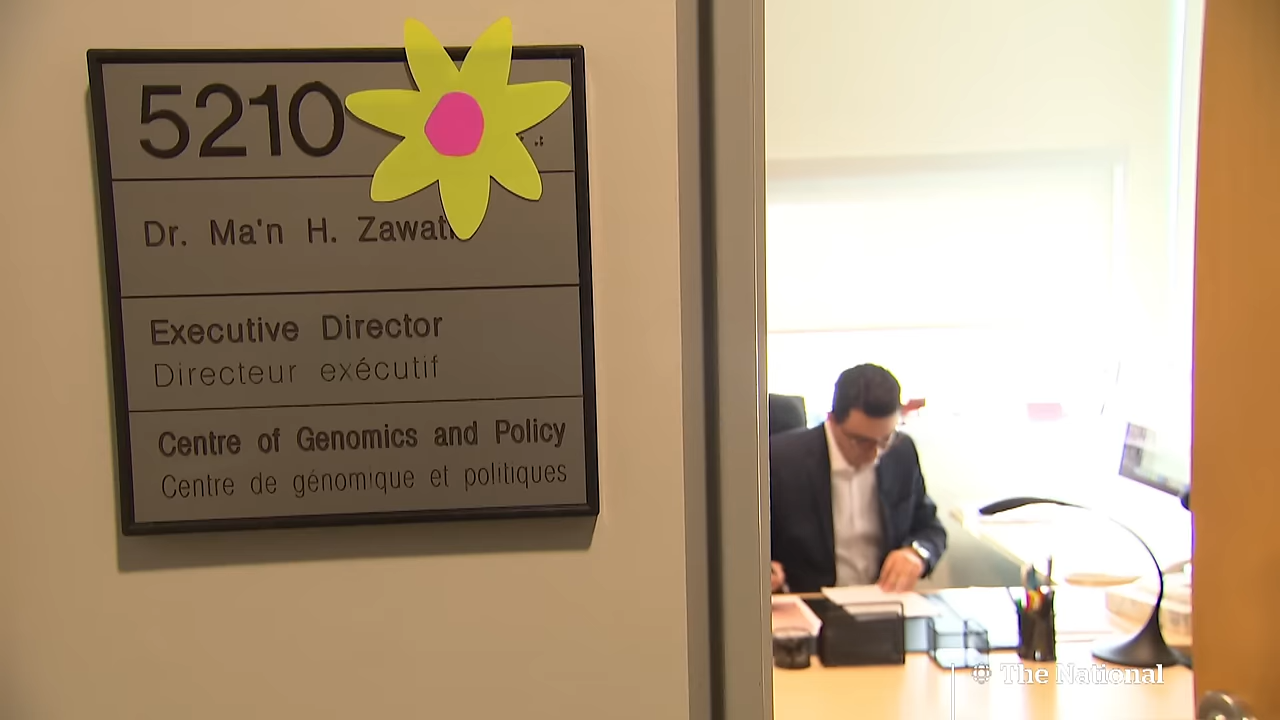 5210
Dr. Ma'n H. Zawati
Executive Director
Directeur exécutif
Centre of Genomics and Policy
Centre de génomique et politiques
The National